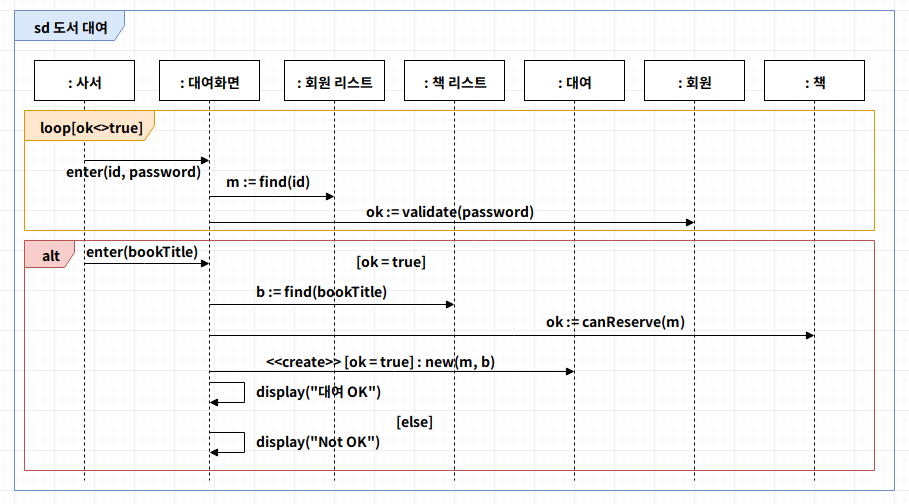 sd 도서 대여
: 사서
: 대여화면
: 회원 리스트
: 책 리스트
: 대여
: 회원
: 책
loop[ok<>true]
enter(id, password)
m := find(id)
ok := validate(password)
alt
enter(bookTitle)
[ok = true]
b := find(bookTitle)
ok := canReserve(m)
<<create>> [ok = true] : new(m, b)
display("대여 OK")
[else]
display("Not OK")